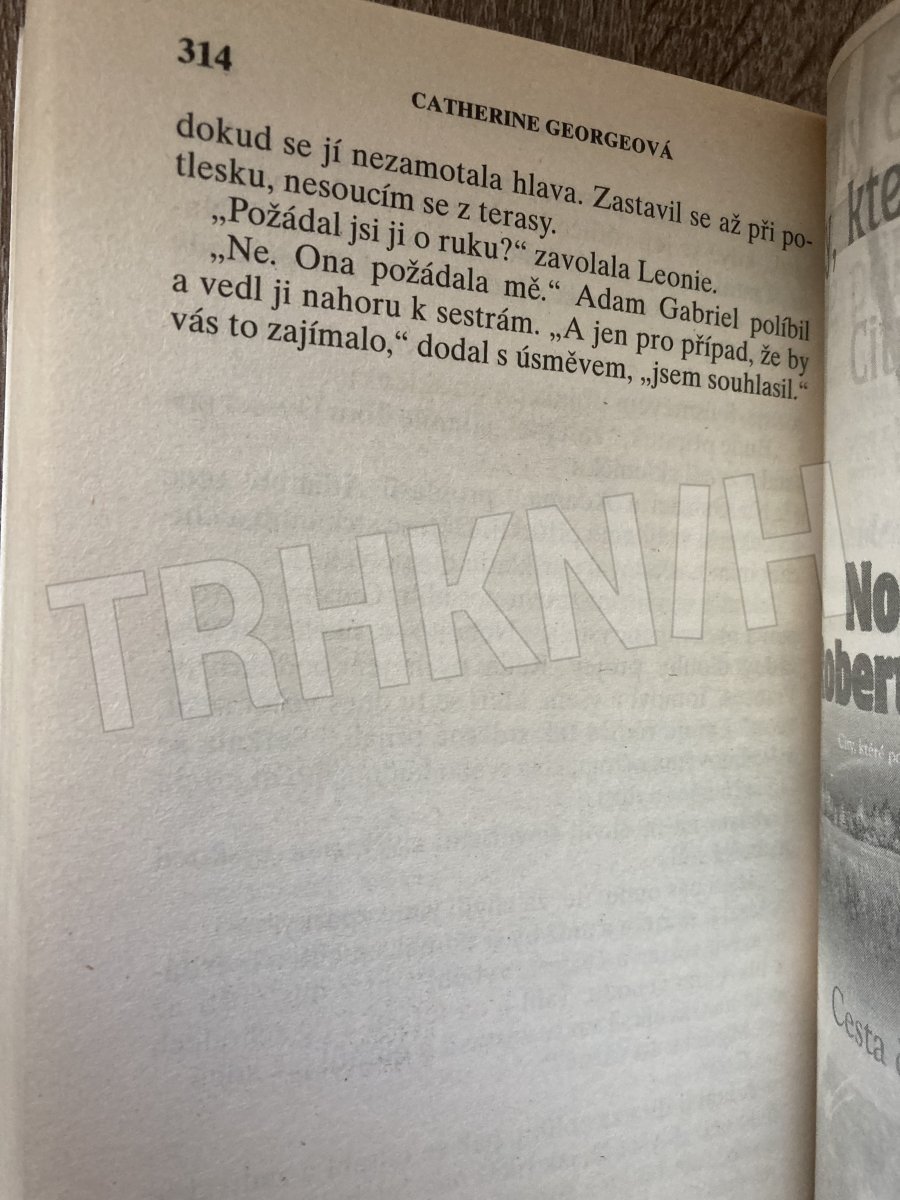 314
CATHERINE GEORGEOVÁ
dokud se jí nezamotala hlava. Zastavil se až při po-
tlesku, nesoucím se z terasy.
„Požádal jsi ji o ruku?“ zavolala Leonie.
„Ne. Ona požádala mě.“ Adam Gabriel políbil
a vedl ji nahoru k sestrám. „A jen pro případ, že by
vás to zajímalo,“ dodal s úsměvem, „jsem souhlasil.“
TRHKNIH
No
Cesta